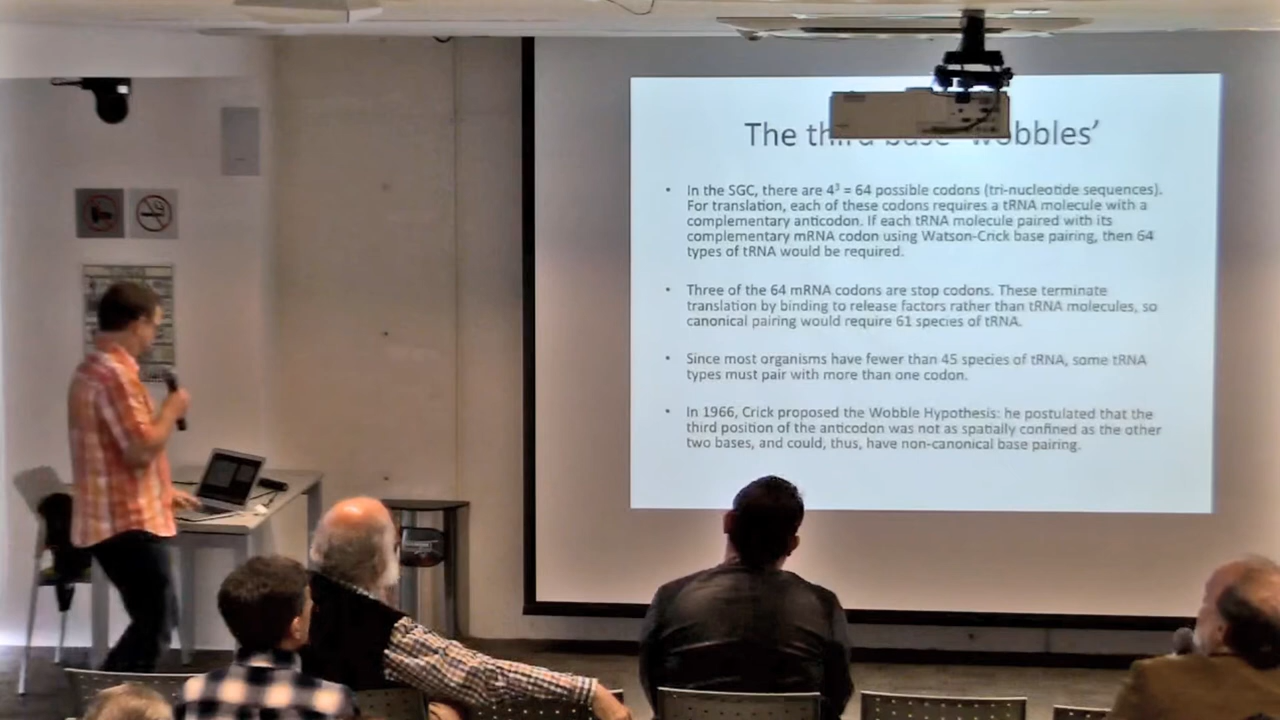 The third base 'wobbles'
• In the SGC, there are 4³ = 64 possible codons (tri-nucleotide sequences).
For translation, each of these codons requires a tRNA molecule with a
complementary anticodon. If each tRNA molecule paired with its
complementary mRNA codon using Watson-Crick base pairing, then 64
types of tRNA would be required.
• Three of the 64 mRNA codons are stop codons. These terminate
translation by binding to release factors rather than tRNA molecules, so
canonical pairing would require 61 species of tRNA.
• Since most organisms have fewer than 45 species of tRNA, some tRNA
types must pair with more than one codon.
• In 1966, Crick proposed the Wobble Hypothesis: he postulated that the
third position of the anticodon was not as spatially confined as the other
two bases, and could, thus, have non-canonical base pairing.